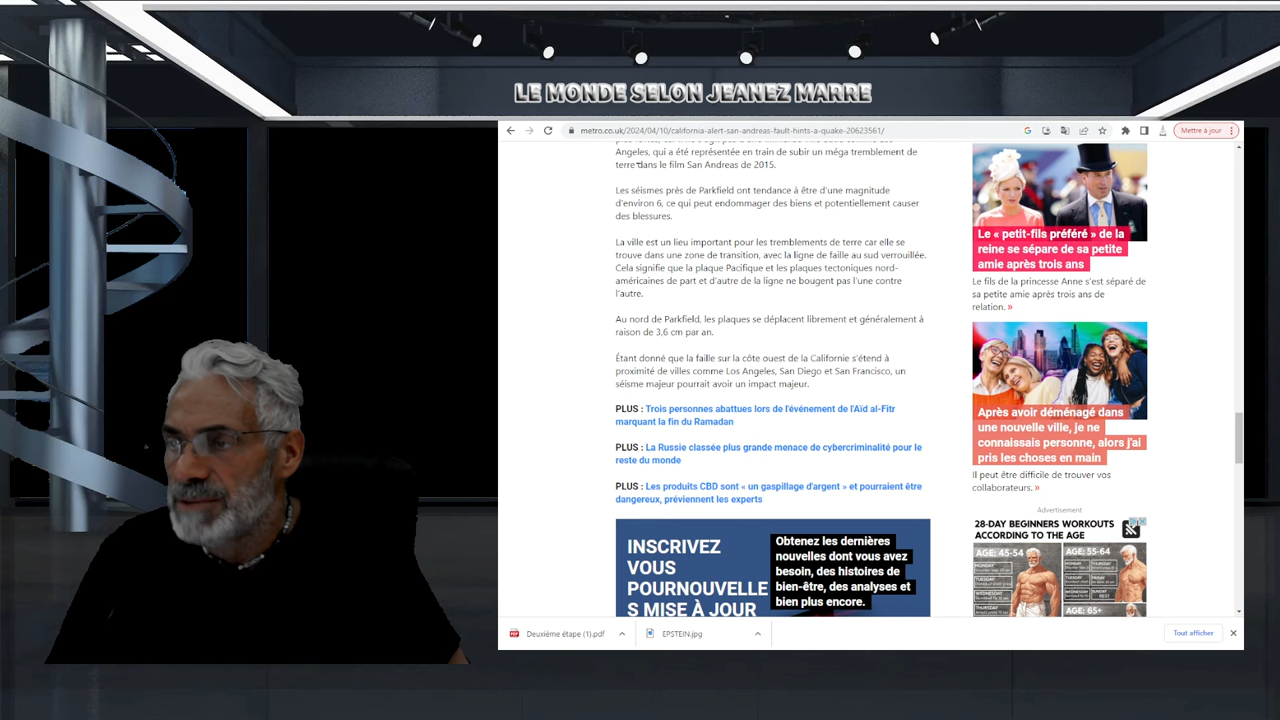 LE MONDE SELON JEANEZ MARRE
metro.co.uk/2024/04/10/california-alert-san-andreas-fault-hints-a-quake-20623561/
Mettre à jour
Angeles, qui a été représentée en train de subir un méga tremblement de
terre dans le film San Andreas de 2015.
Les séismes près de Parkfield ont tendance à être d'une magnitude
d'environ 6, ce qui peut endommager des biens et potentiellement causer
des blessures.
La ville est un lieu important pour les tremblements de terre car elle se
trouve dans une zone de transition, avec la ligne de faille au sud verrouillée.
Cela signifie que la plaque Pacifique et les plaques tectoniques nord-
américaines de part et d'autre de la ligne ne bougent pas l'une contre
l'autre.
Au nord de Parkfield, les plaques se déplacent librement et généralement à
raison de 3,6 cm par an.
Étant donné que la faille sur la côte ouest de la Californie s'étend à
proximité de villes comme Los Angeles, San Diego et San Francisco, un
séisme majeur pourrait avoir un impact majeur.
PLUS : Trois personnes abattues lors de l'événement de l'Aïd al-Fitr
marquant la fin du Ramadan
PLUS : La Russie classée plus grande menace de cybercriminalité pour le
reste du monde
PLUS : Les produits CBD sont « un gaspillage d'argent » et pourraient être
dangereux, préviennent les experts
INSCRIVEZ
VOUS
POURNOUVELLE
S MISE À JOUR
Obtenez les dernières
nouvelles dont vous avez
besoin, des histoires de
bien-être, des analyses et
bien plus encore.
Le « petit-fils préféré » de la
reine se sépare de sa petite
amie après trois ans
Le fils de la princesse Anne s'est séparé de
sa petite amie après trois ans de
relation. »
Après avoir déménagé dans
une nouvelle ville, je ne
connaissais personne, alors j'ai
pris les choses en main
Il peut être difficile de trouver vos
collaborateurs. »
Advertisement
28-DAY BEGINNERS WORKOUTS
ACCORDING TO THE AGE
AGE: 45-54
AGE: 55-64
AGE: 65+
Deuxième étape (1).pdf
EPSTEIN.jpg
Tout afficher